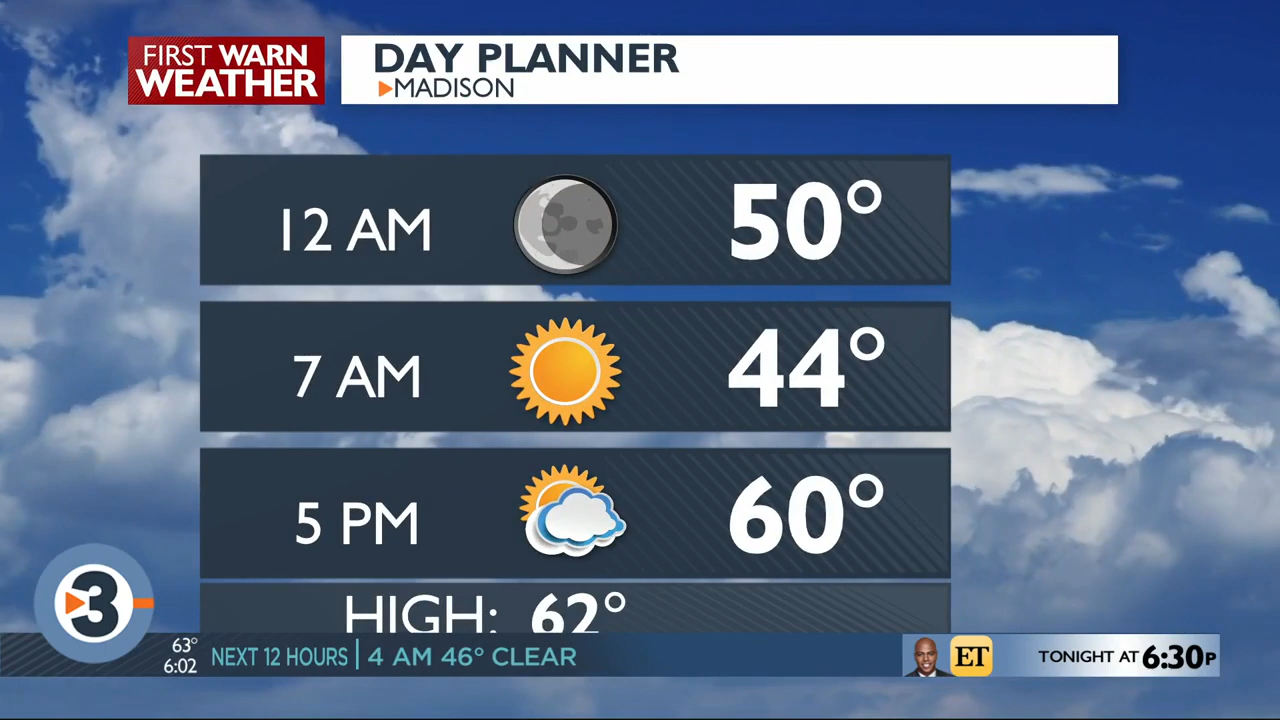 FIRST WARN
WEATHER
DAY PLANNER
MADISON
12 AM 50°
7 AM 44°
5 PM 60°
HIGH: 62°
3
63°
6:02
NEXT 12 HOURS | 4 AM 46° CLEAR
ET
TONIGHT AT 6:30P